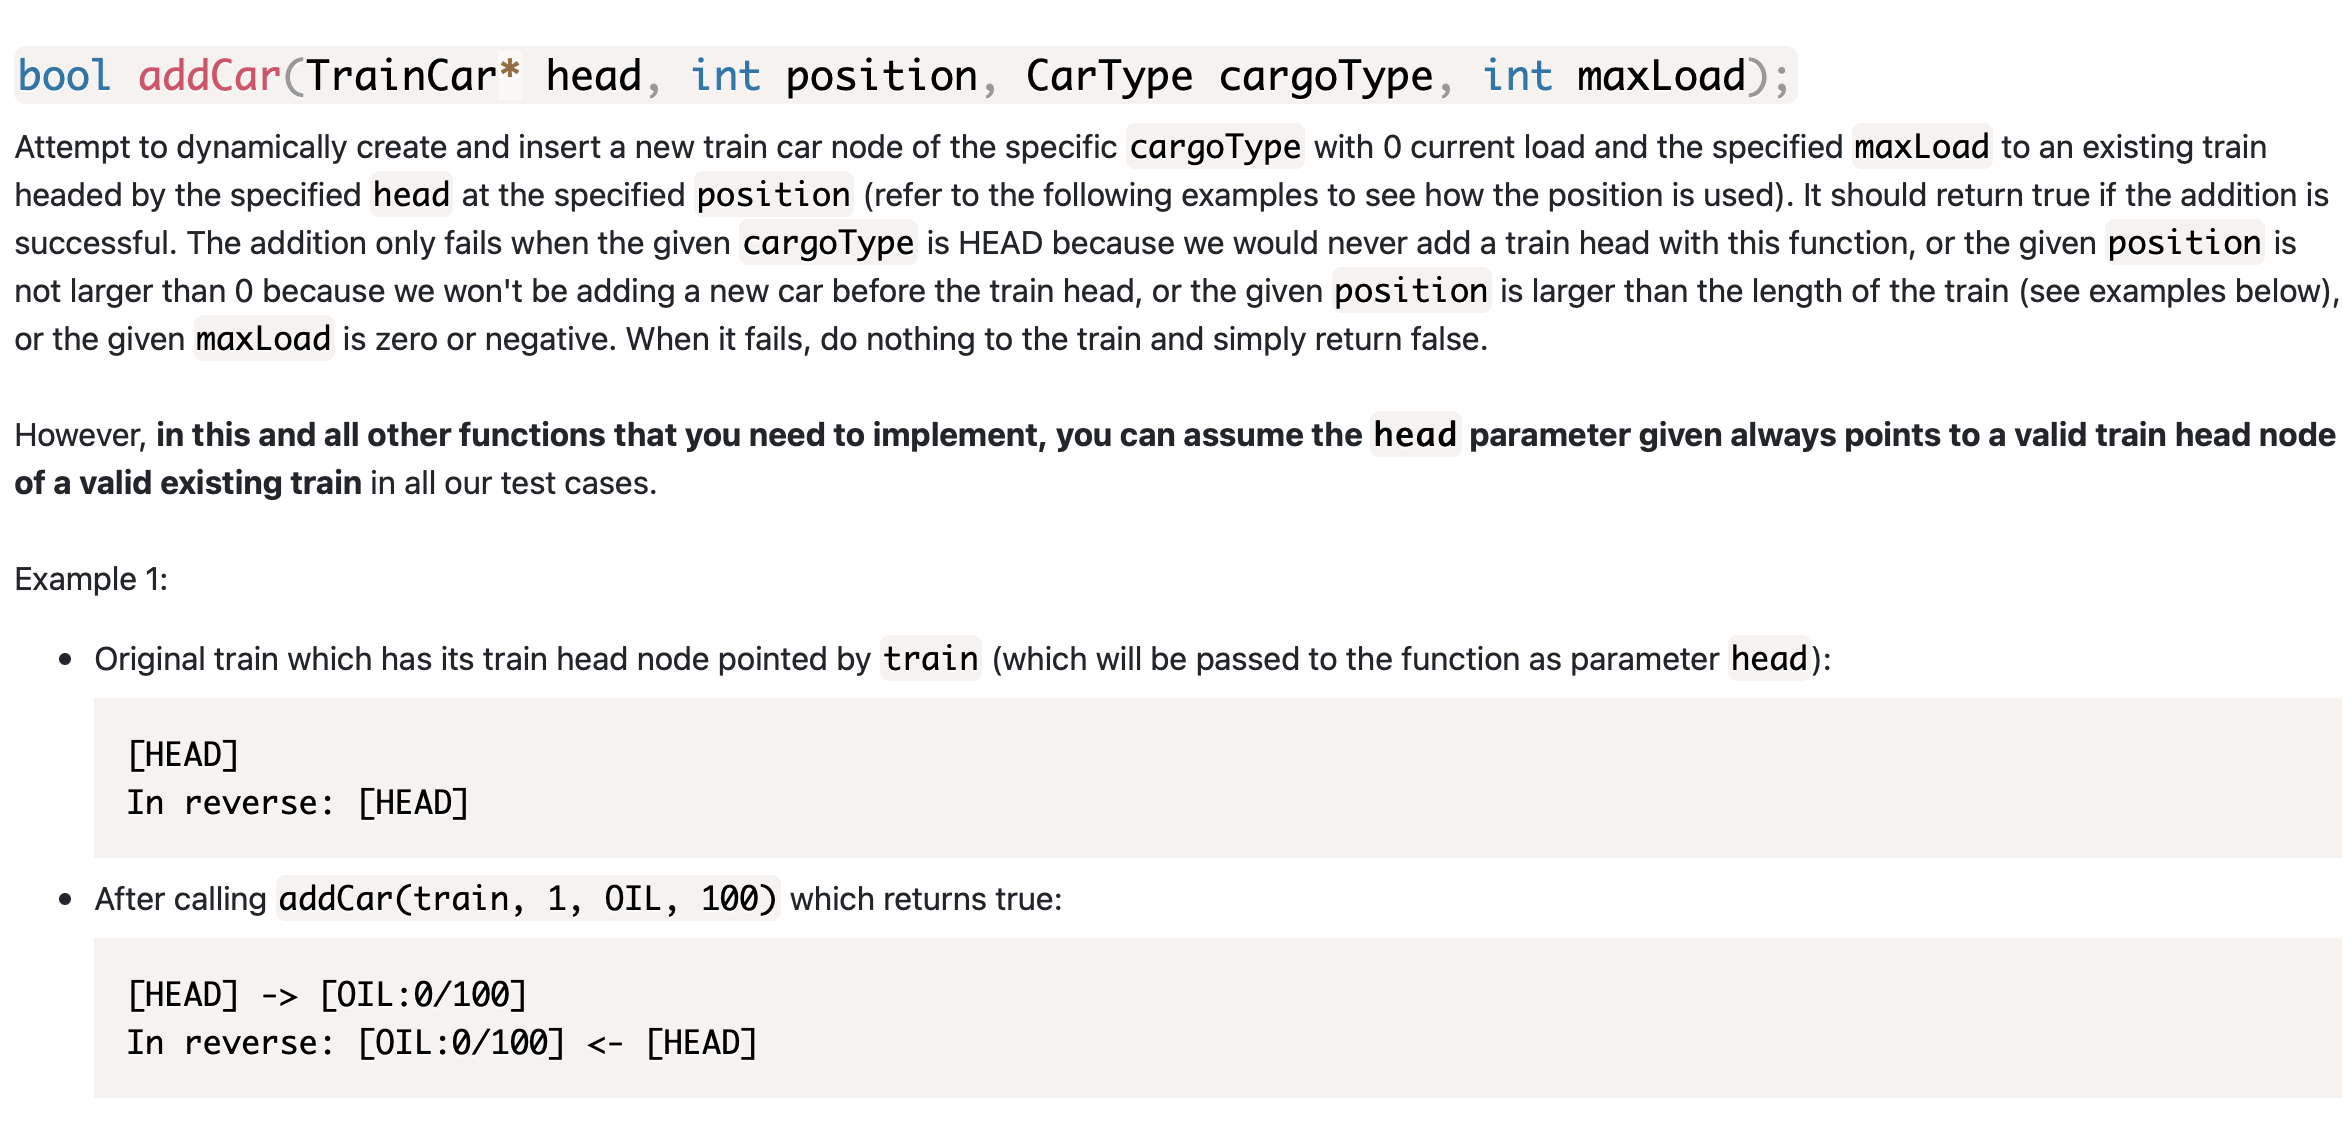 bool addCar(TrainCar* head, int position, CarType cargoType, int maxLoad);
Attempt to dynamically create and insert a new train car node of the specific cargoType with 0 current load and the specified maxLoad to an existing train
headed by the specified head at the specified position (refer to the following examples to see how the position is used). It should return true if the addition is
successful. The addition only fails when the given cargoType is HEAD because we would never add a train head with this function, or the given position is
not larger than 0 because we won't be adding a new car before the train head, or the given position is larger than the length of the train (see examples below),
or the given maxLoad is zero or negative. When it fails, do nothing to the train and simply return false.
However, in this and all other functions that you need to implement, you can assume the head parameter given always points to a valid train head node
of a valid existing train in all our test cases.
Example 1:
• Original train which has its train head node pointed by train (which will be passed to the function as parameter head):
[HEAD]
In reverse: [HEAD]
• After calling addCar(train, 1, OIL, 100) which returns true:
[HEAD] -> [OIL:0/100]
In reverse: [OIL:0/100] <- [HEAD]